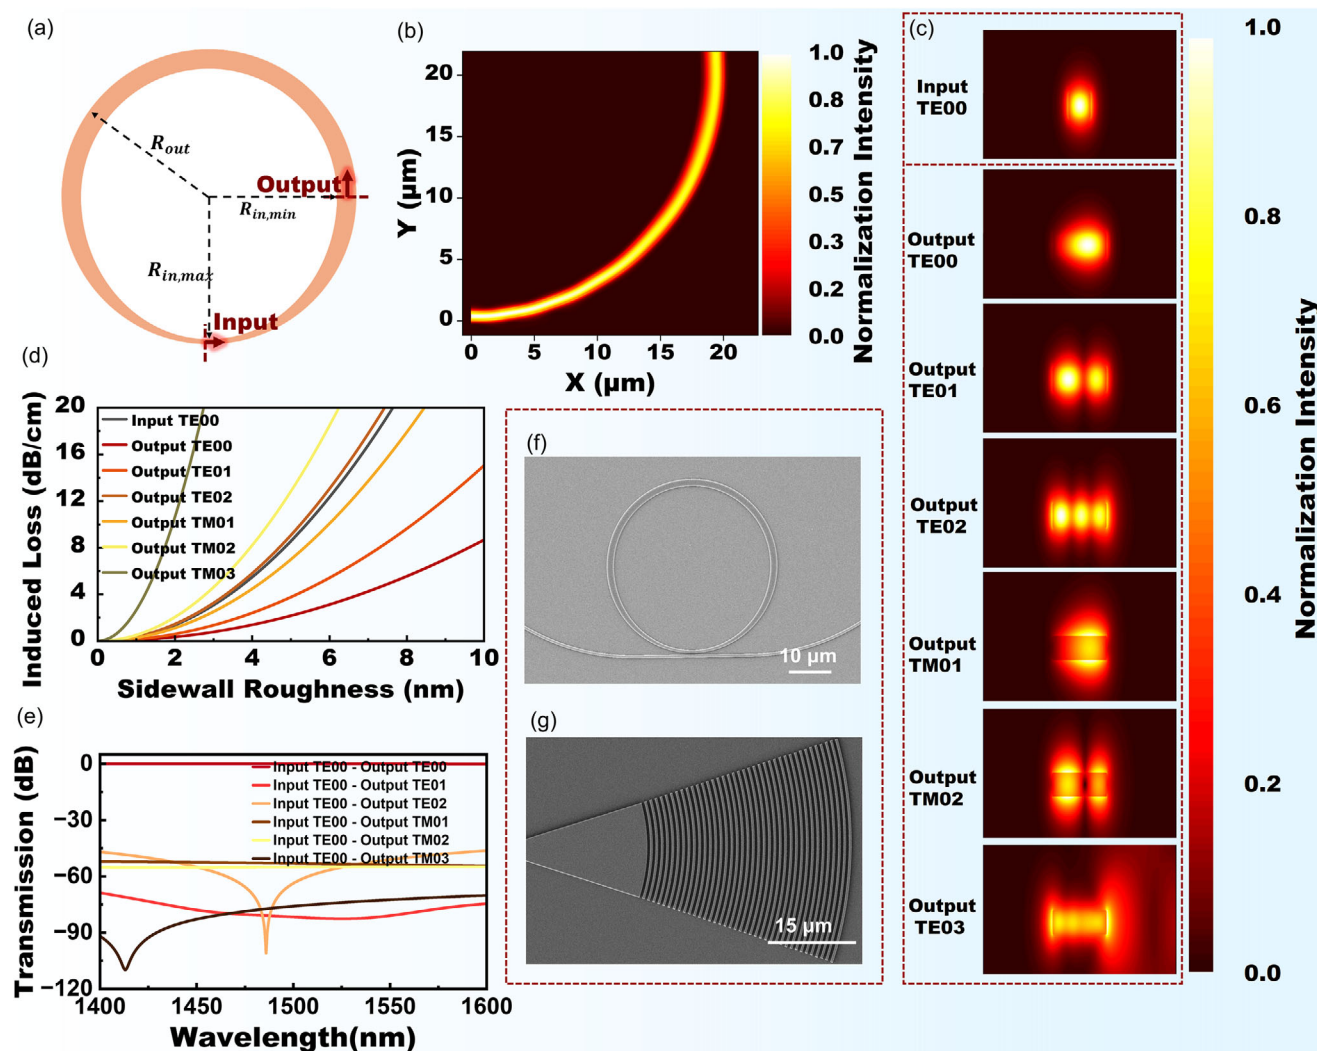 (a)
R_out
Output
R_in,min
R_in,max
Input
(b)
20
15
10
5
0
Y (μm)
0 5 10 15 20
X (μm)
1.0
0.8
0.7
0.5
0.3
0.2
0.0
Normalization Intensity
(c)
Input
TE00
Output
TE00
Output
TE01
Output
TE02
Output
TM01
Output
TM02
Output
TE03
1.0
0.8
0.6
0.4
0.2
0.0
Normalization Intensity
(d)
20
16
12
8
4
0
Induced Loss (dB/cm)
Input TE00
Output TE00
Output TE01
Output TE02
Output TM01
Output TM02
Output TM03
0 2 4 6 8 10
Sidewall Roughness (nm)
(e)
0
−30
−60
−90
−120
Transmission (dB)
Input TE00 - Output TE00
Input TE00 - Output TE01
Input TE00 - Output TE02
Input TE00 - Output TM01
Input TE00 - Output TM02
Input TE00 - Output TM03
1400 1450 1500 1550 1600
Wavelength(nm)
(f)
10 μm
(g)
15 μm